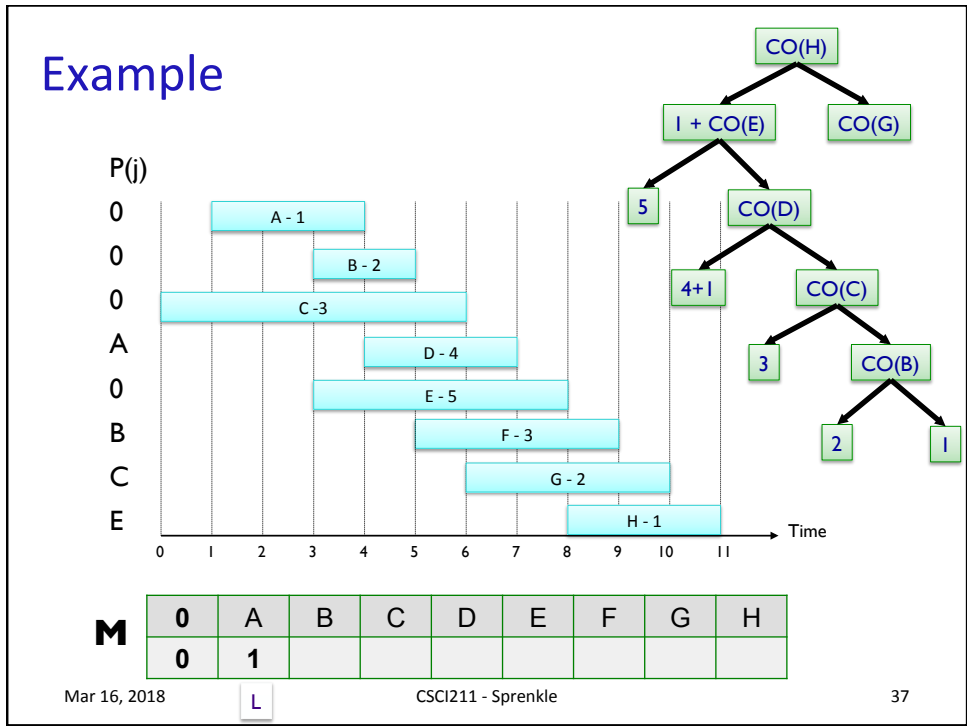 Example
CO(H)
1 + CO(E)
CO(G)
5
CO(D)
4+1
CO(C)
3
CO(B)
2
1
P(j)
0
A - 1
0
B - 2
0
C -3
A
D - 4
0
E - 5
B
F - 3
C
G - 2
E
H - 1
Time
0 1 2 3 4 5 6 7 8 9 10 11
M
0 A B C D E F G H
0 1
L
Mar 16, 2018
CSCI211 - Sprenkle
37